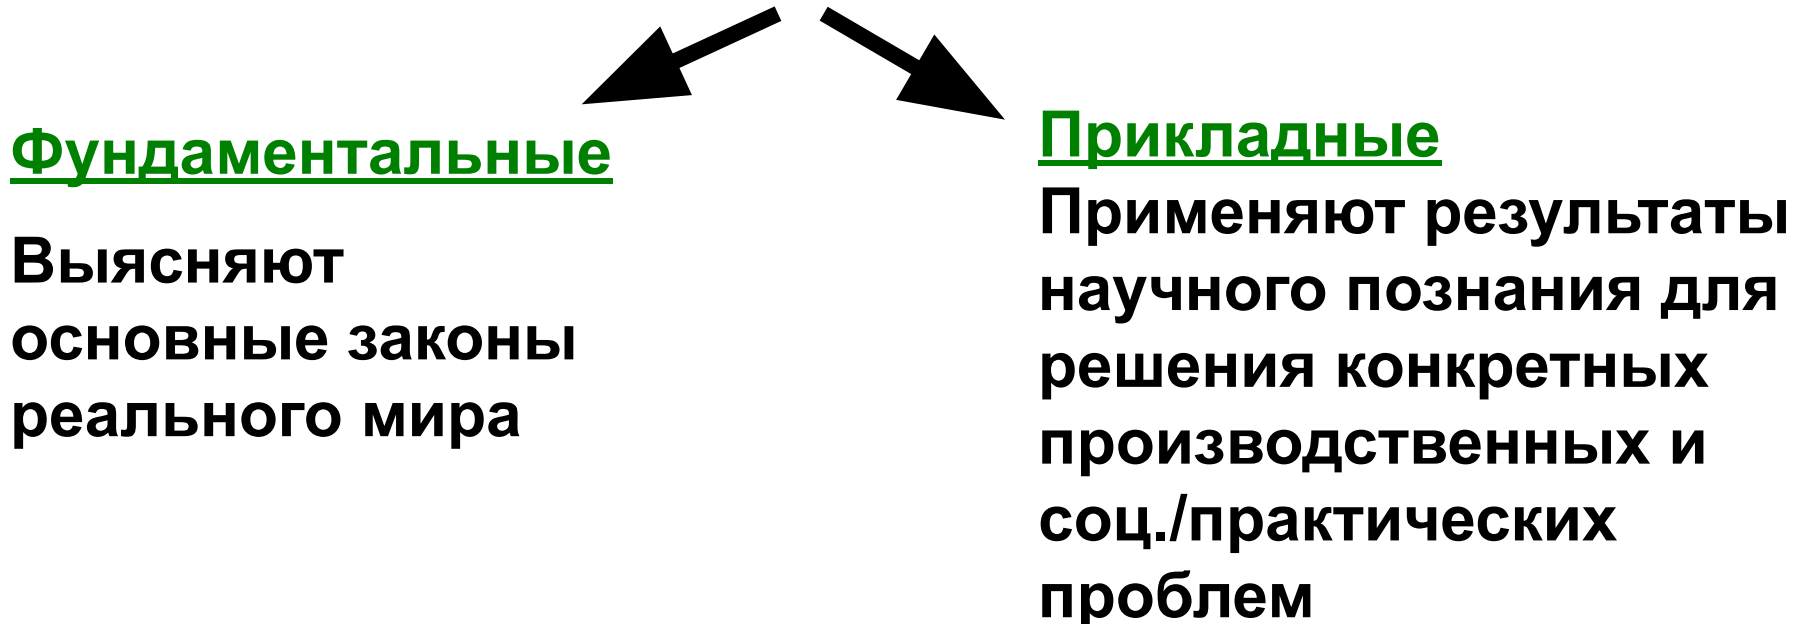 Фундаментальные
Выясняют
основные законы
реального мира
Прикладные
Применяют результаты
научного познания для
решения конкретных
производственных и
соц./практических
проблем